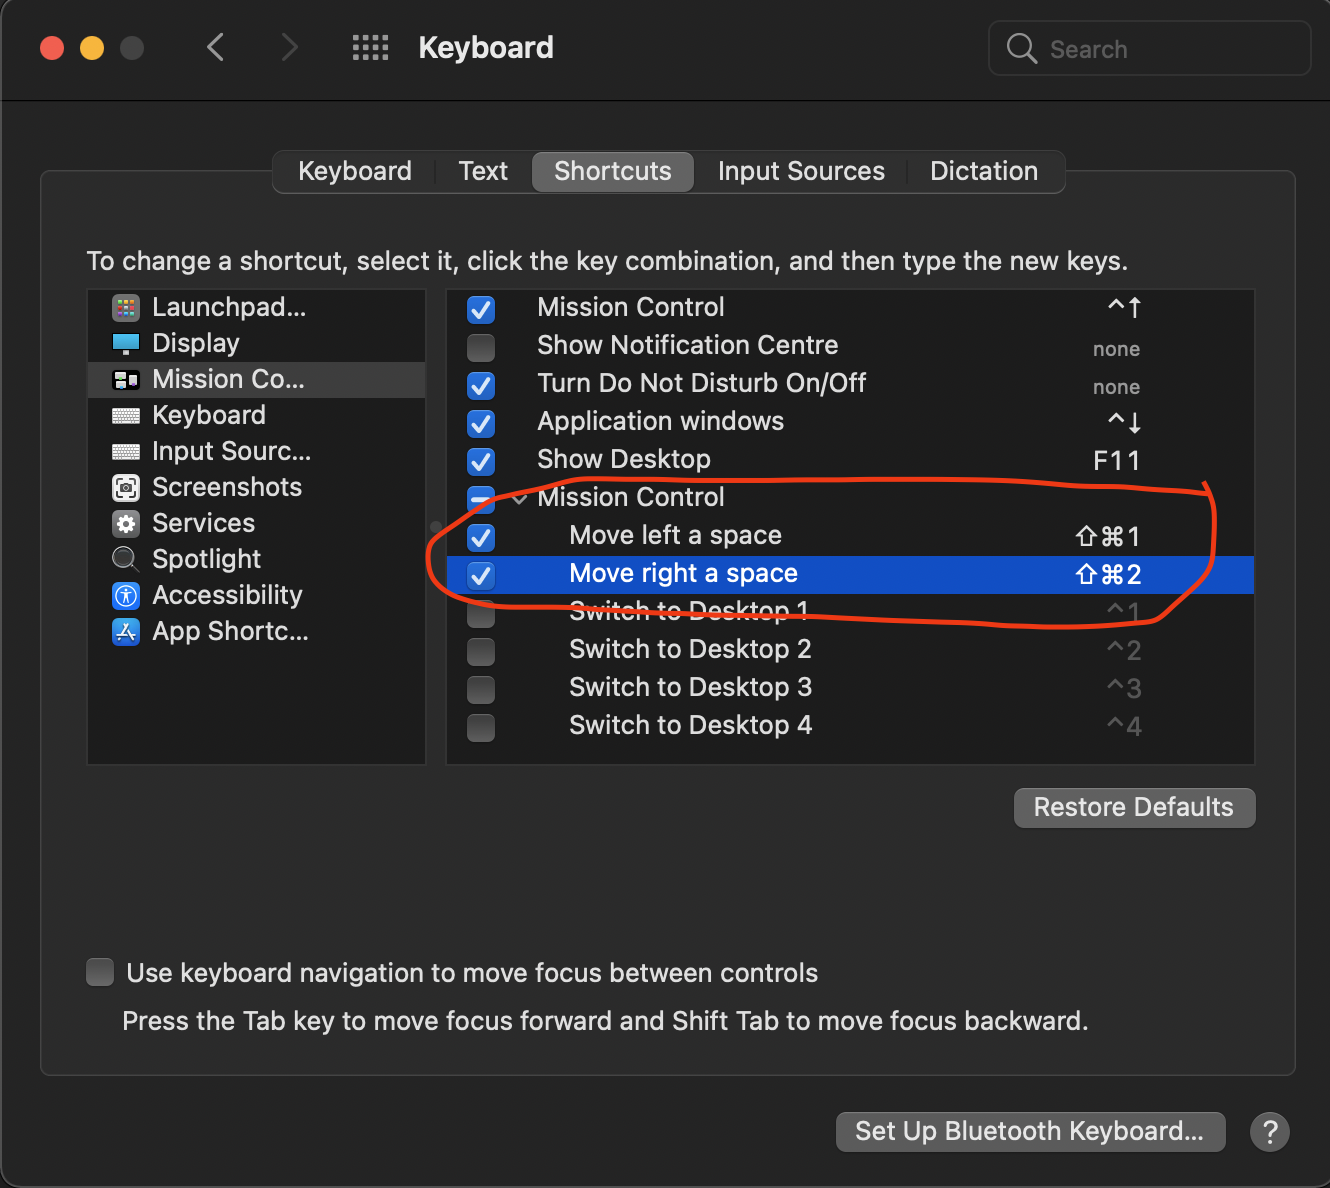 Keyboard
Search
Keyboard Text Shortcuts Input Sources Dictation
To change a shortcut, select it, click the key combination, and then type the new keys.
Launchpad...
Display
Mission Co...
Keyboard
Input Sourc...
Screenshots
Services
Spotlight
Accessibility
App Shortc...
Mission Control ^↑
Show Notification Centre none
Turn Do Not Disturb On/Off none
Application windows ^↓
Show Desktop F11
Mission Control
Move left a space ⇧⌘1
Move right a space ⇧⌘2
Switch to Desktop 1 ^1
Switch to Desktop 2 ^2
Switch to Desktop 3 ^3
Switch to Desktop 4 ^4
Restore Defaults
Use keyboard navigation to move focus between controls
Press the Tab key to move focus forward and Shift Tab to move focus backward.
Set Up Bluetooth Keyboard... ?